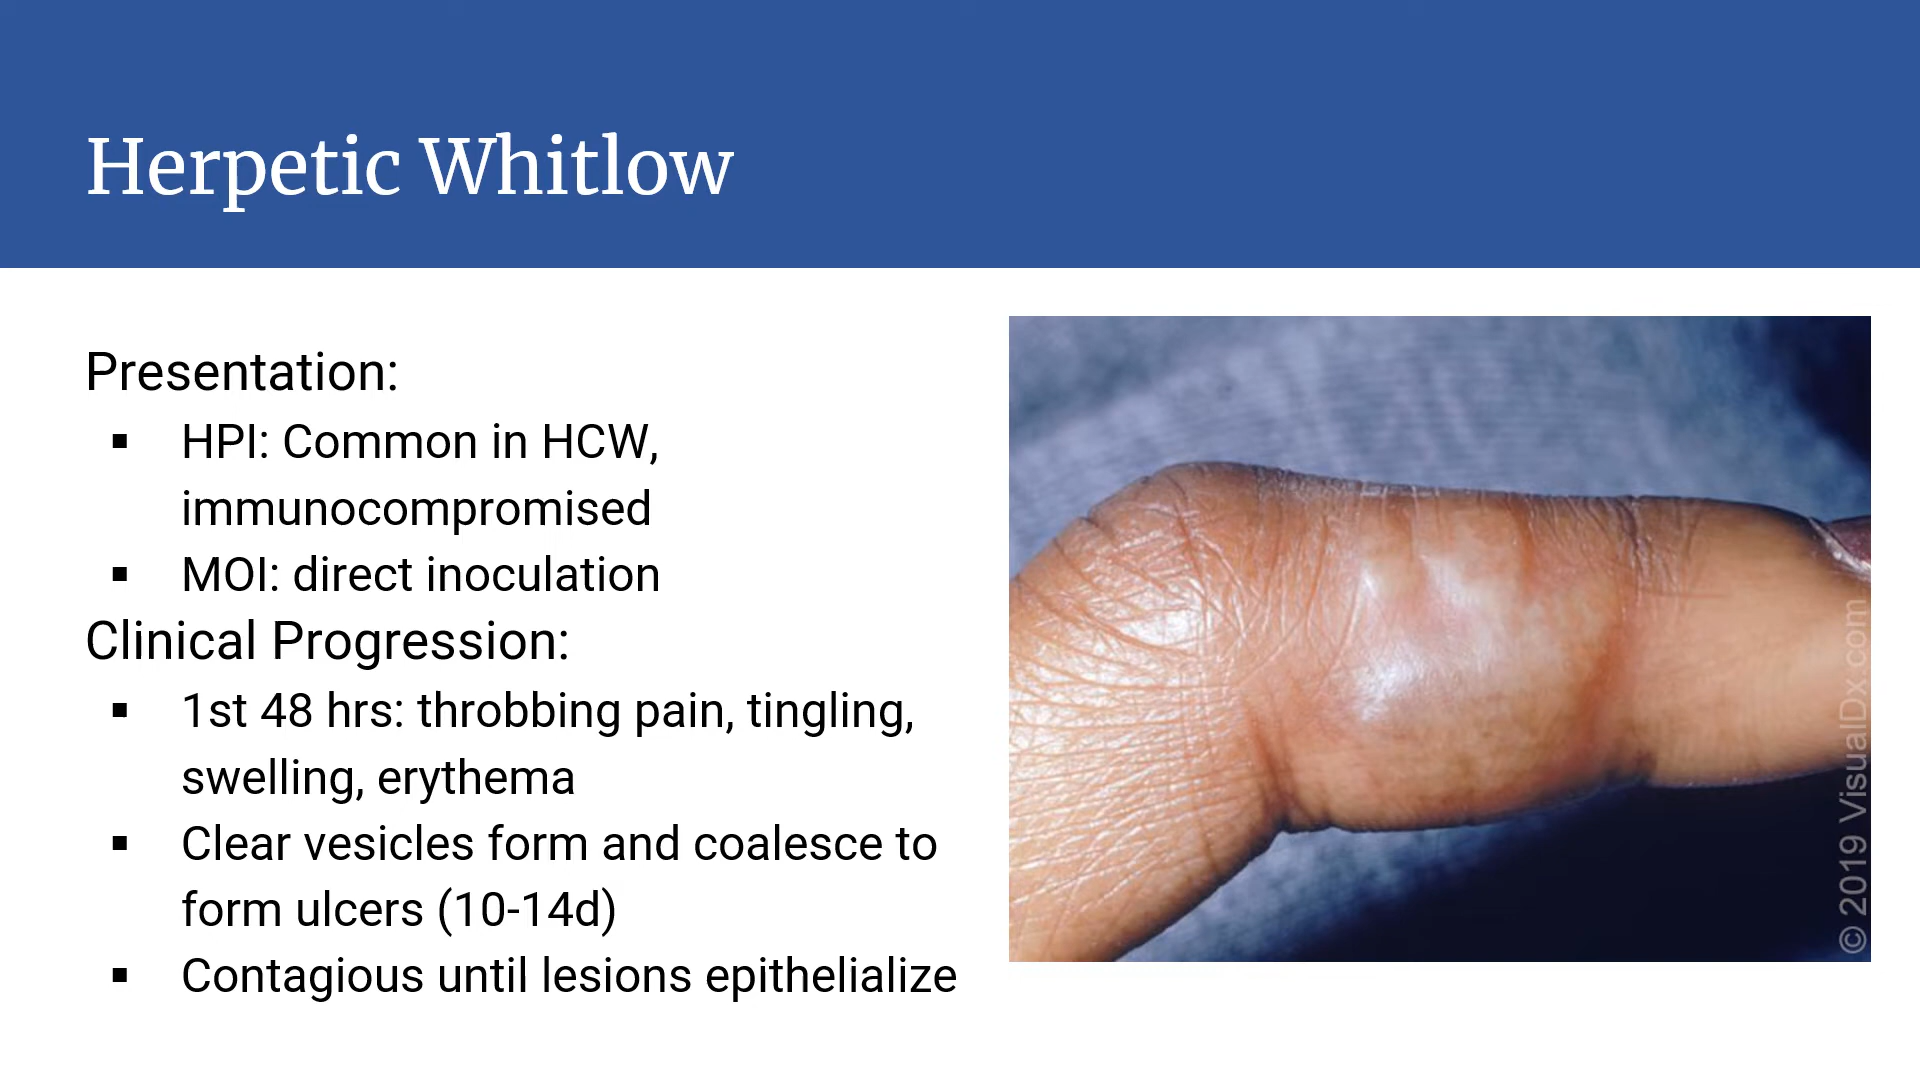 Herpetic Whitlow
Presentation:
▪ HPI: Common in HCW,
immunocompromised
▪ MOI: direct inoculation
Clinical Progression:
▪ 1st 48 hrs: throbbing pain, tingling,
swelling, erythema
▪ Clear vesicles form and coalesce to
form ulcers (10-14d)
▪ Contagious until lesions epithelialize
© 2019 VisualDx.com